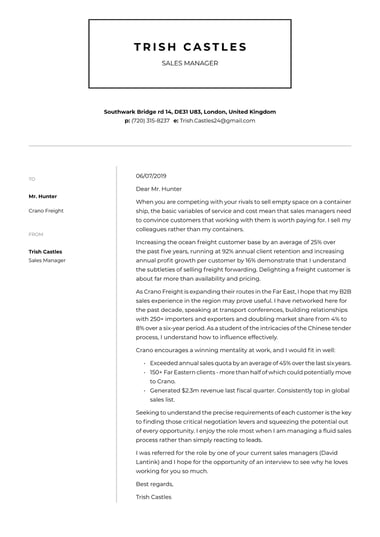 TRISH CASTLES
SALES MANAGER
Southwark Bridge rd 14, DE31 U83, London, United Kingdom
p: (720) 315-8237 e: Trish.Castles24@gmail.com
TO
Mr. Hunter
Crano Freight
FROM
Trish Castles
Sales Manager
06/07/2019
Dear Mr. Hunter
When you are competing with your rivals to sell empty space on a container
ship, the basic variables of service and cost mean that sales managers need
to convince customers that working with them is worth paying for. I sell my
colleagues rather than my containers.
Increasing the ocean freight customer base by an average of 25% over
the past five years, running at 92% annual client retention and increasing
annual profit growth per customer by 16% demonstrate that I understand
the subtleties of selling freight forwarding. Delighting a freight customer is
about far more than availability and pricing.
As Crano Freight is expanding their routes in the Far East, I hope that my B2B
sales experience in the region may prove useful. I have networked here for
the past decade, speaking at transport conferences, building relationships
with 250+ importers and exporters and doubling market share from 4% to
8% over a six-year period. As a student of the intricacies of the Chinese tender
process, I understand how to influence effectively.
Crano encourages a winning mentality at work, and I would fit in well:
• Exceeded annual sales quota by an average of 45% over the last six years.
• 150+ Far Eastern clients - more than half of which could potentially move
to Crano.
• Generated $2.3m revenue last fiscal quarter. Consistently top in global
sales list.
Seeking to understand the precise requirements of each customer is the key
to finding those critical negotiation levers and squeezing the potential out
of every opportunity. I enjoy the role most when I am managing a fluid sales
process rather than simply reacting to leads.
I was referred for the role by one of your current sales managers (David
Lantink) and I hope for the opportunity of an interview to see why he loves
working for you so much.
Best regards,
Trish Castles